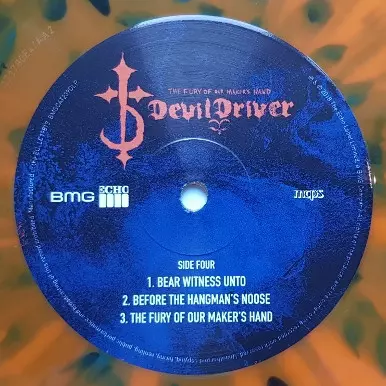 THE FURY OF OUR MAKER'S HAND
DevilDriver
BMG
ECHO
mcps
SIDE FOUR
1. BEAR WITNESS UNTO
2. BEFORE THE HANGMAN'S NOOSE
3. THE FURY OF OUR MAKER'S HAND